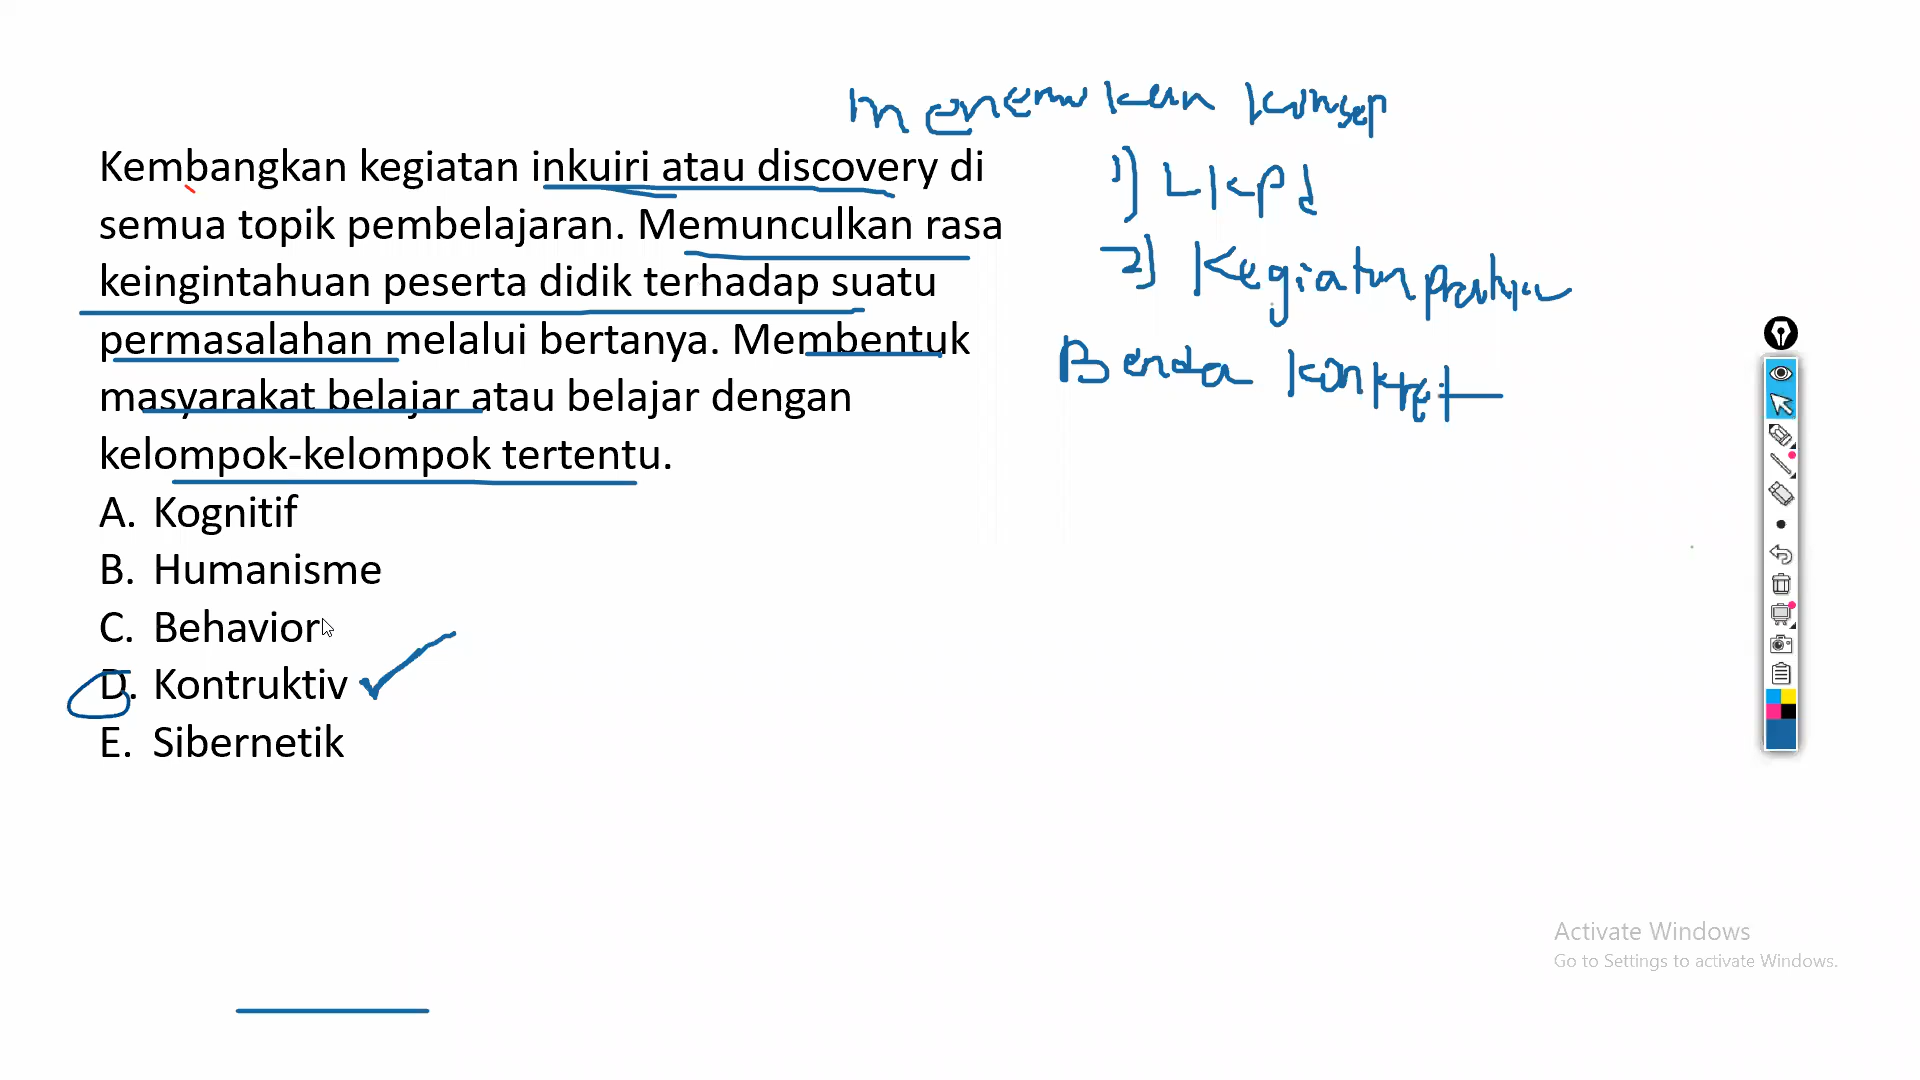 menemukan konsep
Kembangkan kegiatan inkuiri atau discovery di
semua topik pembelajaran. Memunculkan rasa
keingintahuan peserta didik terhadap suatu
permasalahan melalui bertanya. Membentuk
masyarakat belajar atau belajar dengan
kelompok-kelompok tertentu.
A. Kognitif
B. Humanisme
C. Behavior
D. Kontruktiv
E. Sibernetik
1) LKPd
2) Kegiatan
Benda konkret
Activate Windows
Go to Settings to activate Windows.